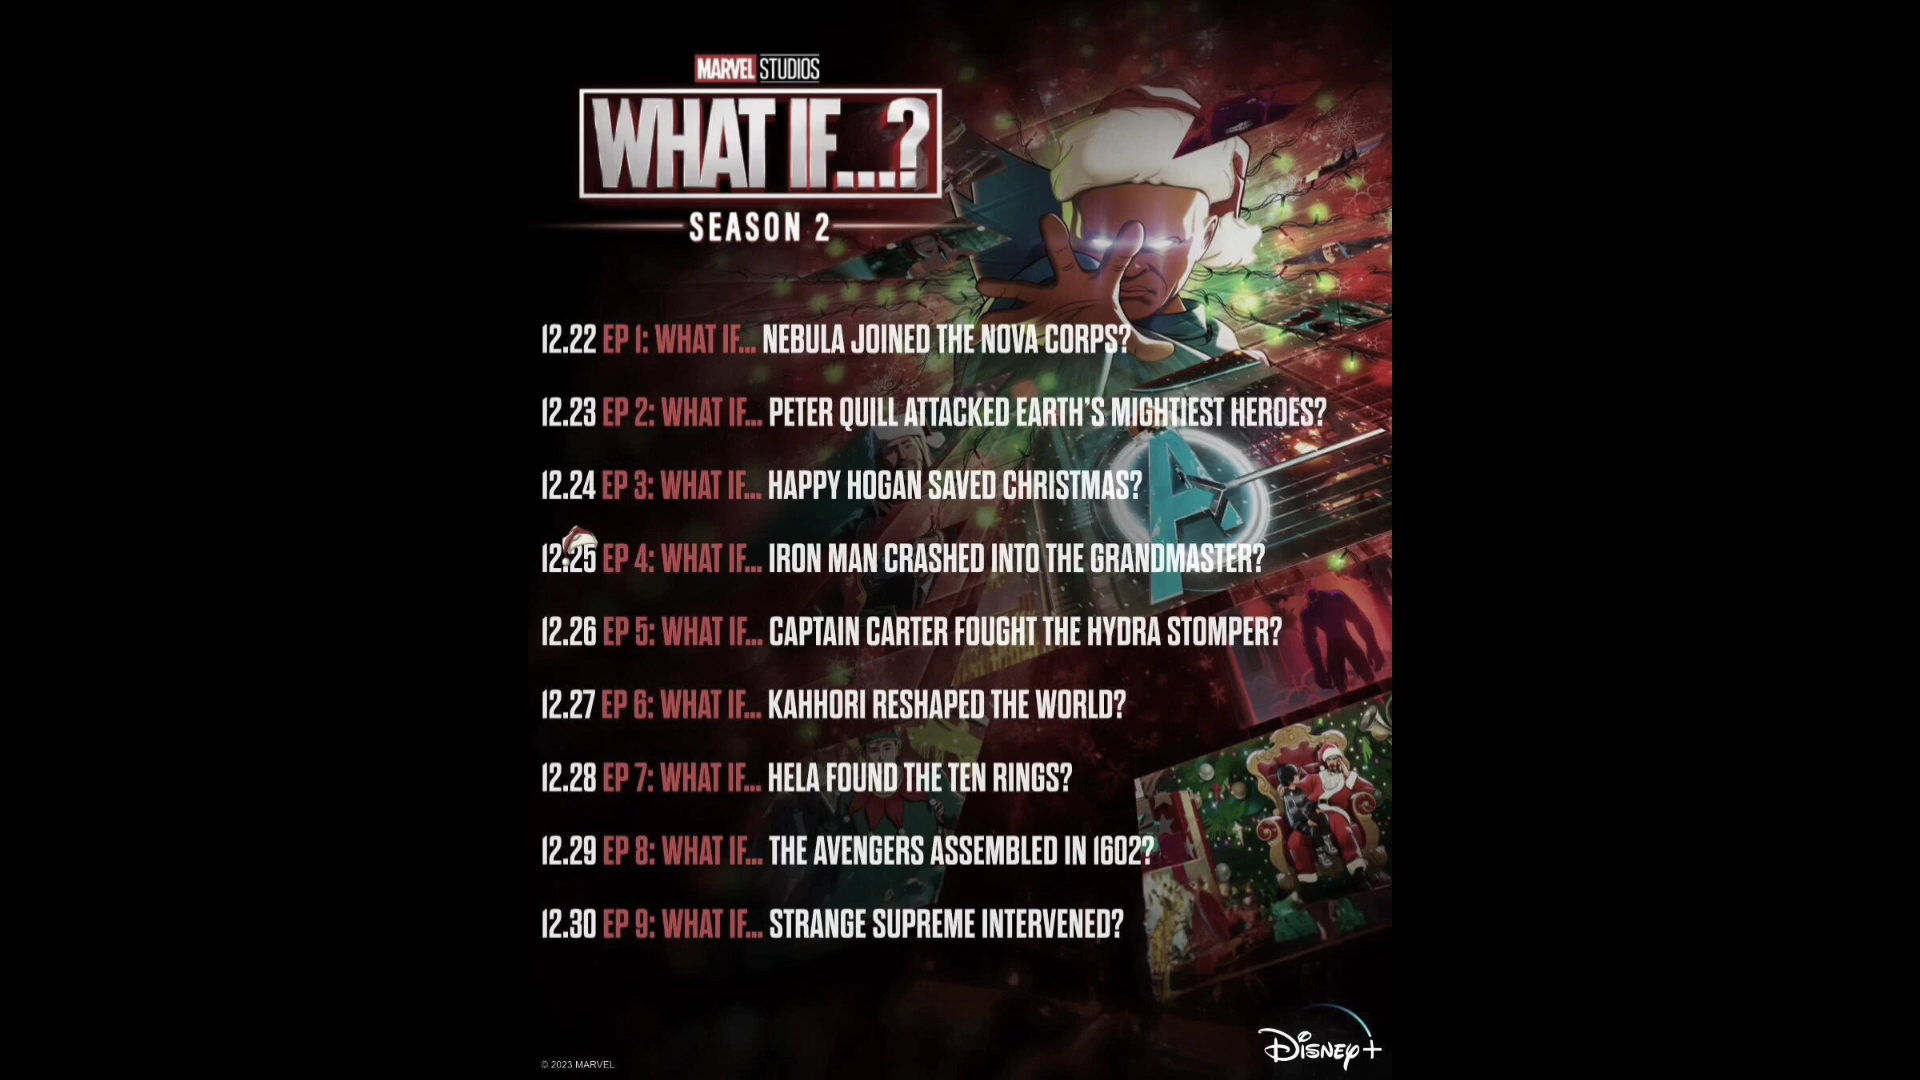 MARVEL STUDIOS
WHAT IF...?
SEASON 2
12.22 EP 1: WHAT IF... NEBULA JOINED THE NOVA CORPS?
12.23 EP 2: WHAT IF... PETER QUILL ATTACKED EARTH'S MIGHTIEST HEROES?
12.24 EP 3: WHAT IF... HAPPY HOGAN SAVED CHRISTMAS?
12.25 EP 4: WHAT IF... IRON MAN CRASHED INTO THE GRANDMASTER?
12.26 EP 5: WHAT IF... CAPTAIN CARTER FOUGHT THE HYDRA STOMPER?
12.27 EP 6: WHAT IF... KAHHORI RESHAPED THE WORLD?
12.28 EP 7: WHAT IF... HELA FOUND THE TEN RINGS?
12.29 EP 8: WHAT IF... THE AVENGERS ASSEMBLED IN 1602?
12.30 EP 9: WHAT IF... STRANGE SUPREME INTERVENED?
Disney+
© 2023 MARVEL